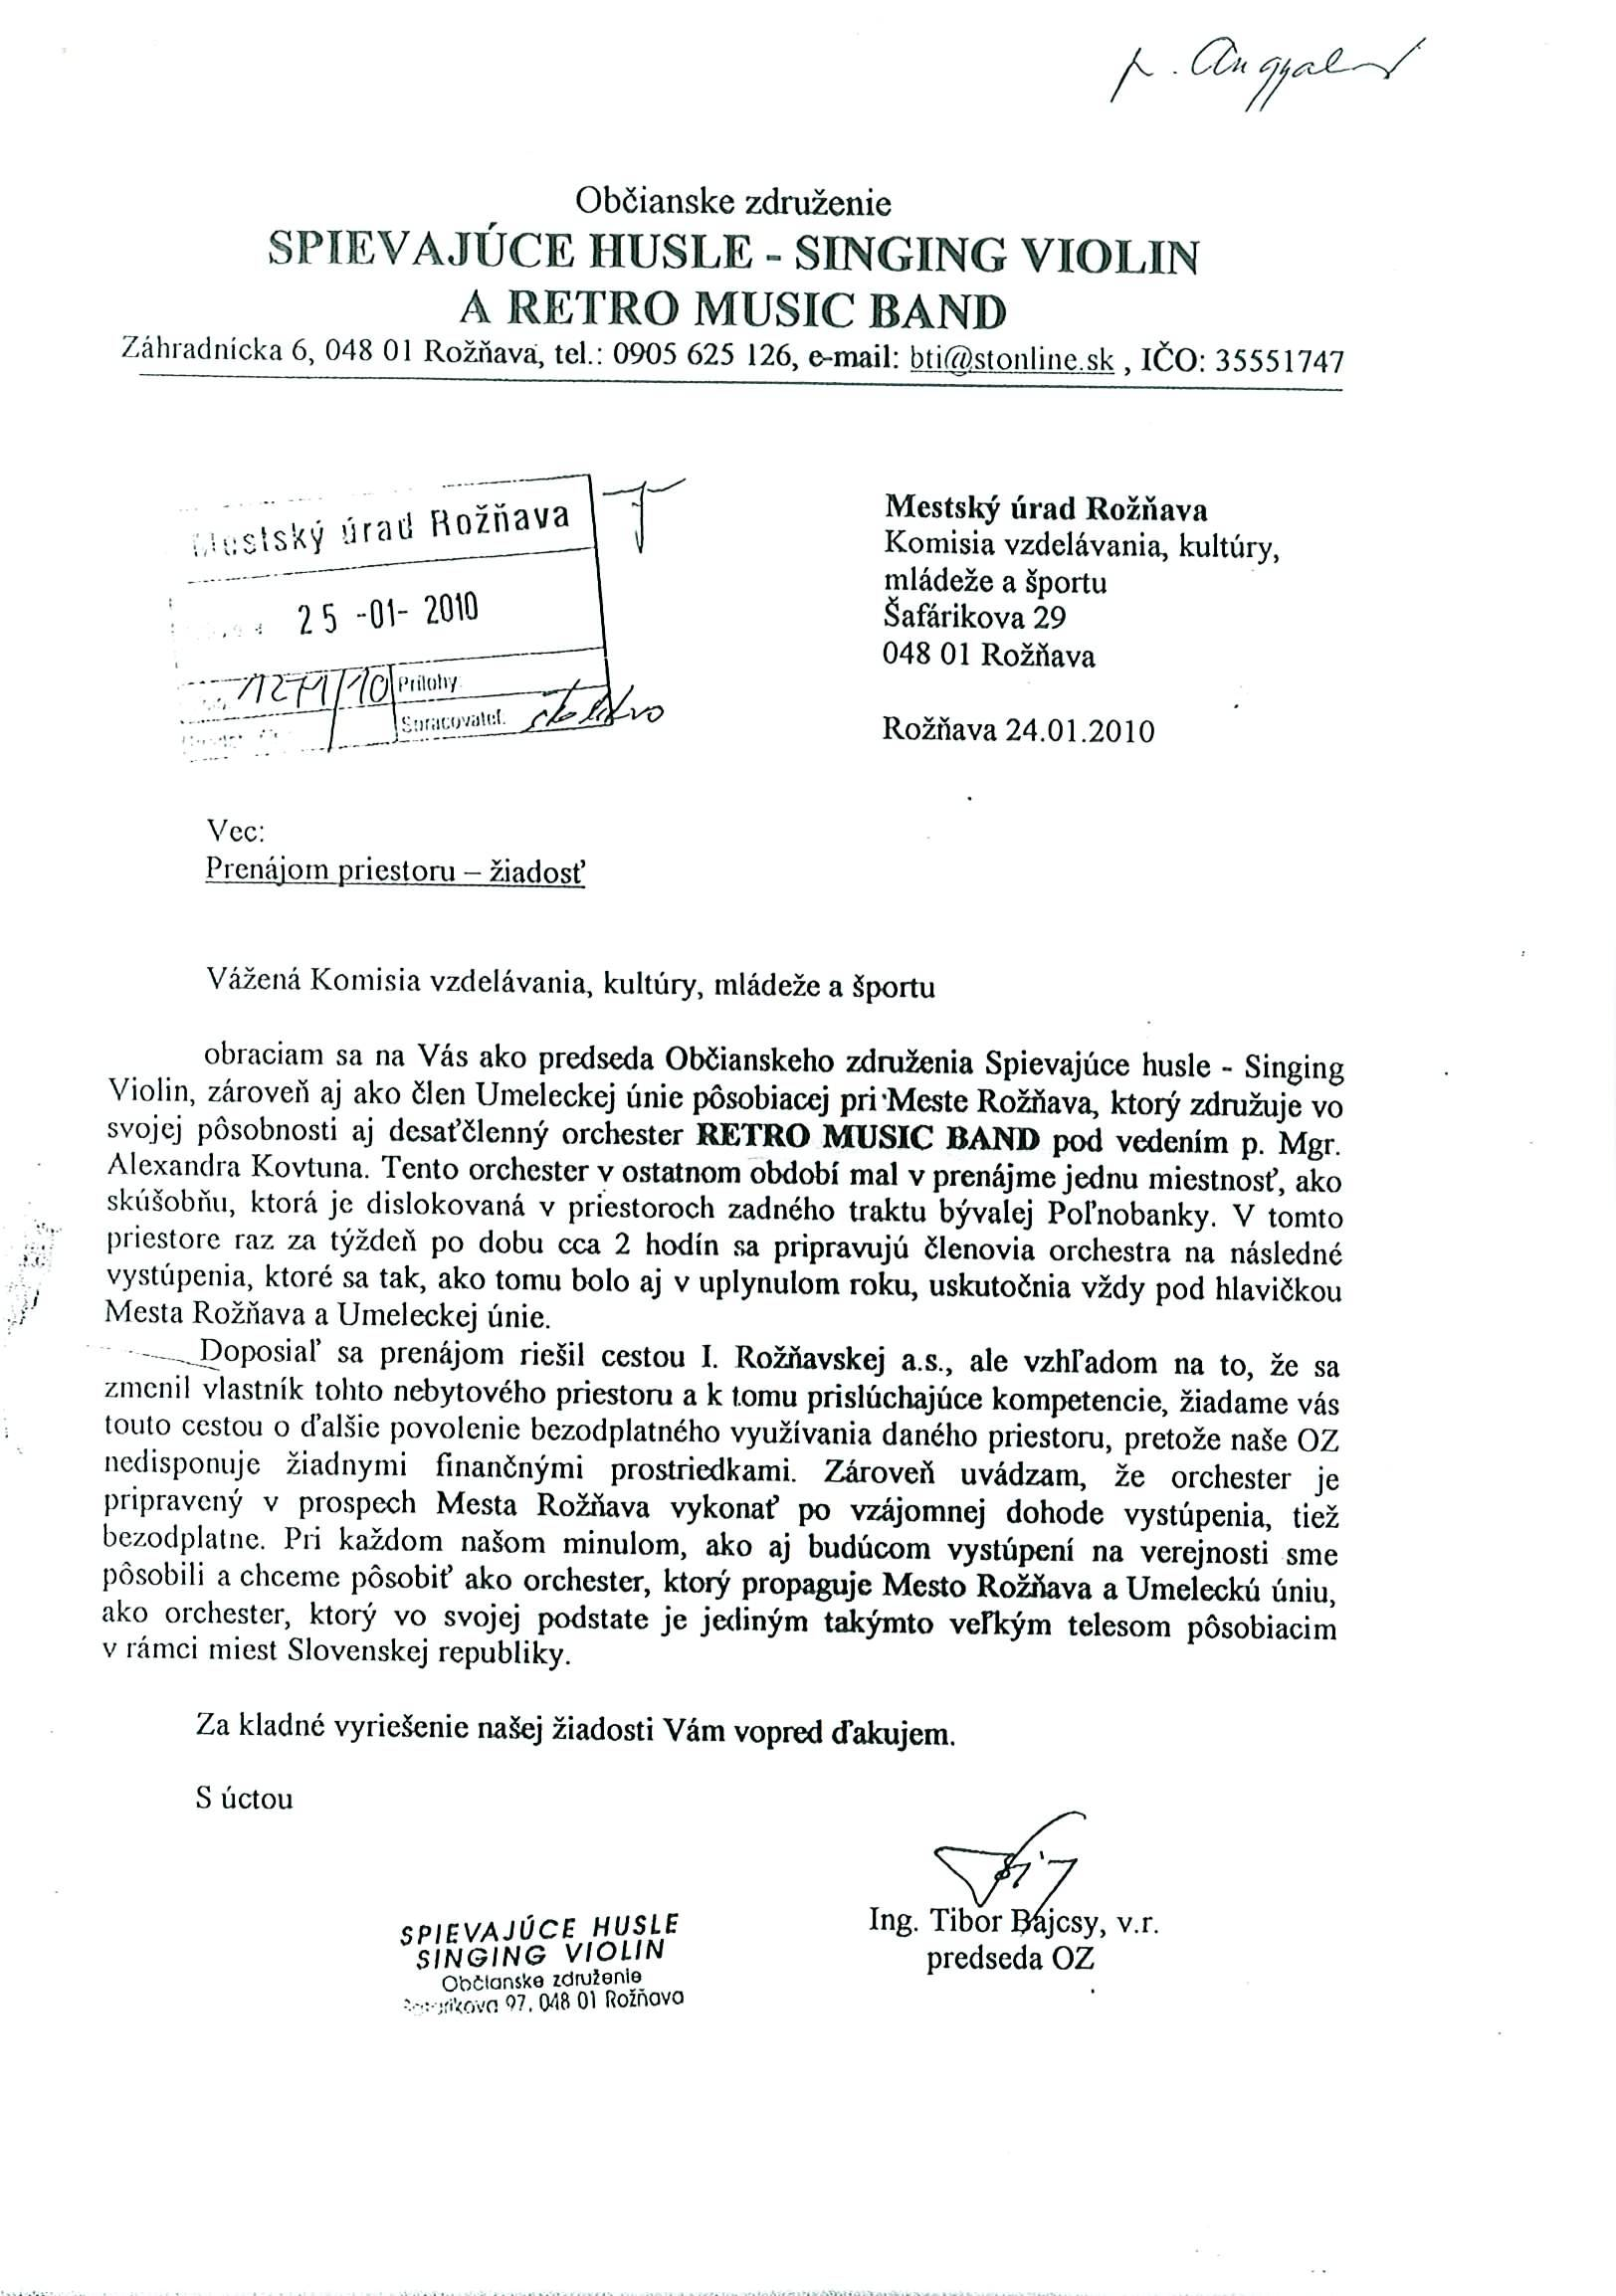 p. Angyal
Občianske združenie
SPIEVAJÚCE HUSLE - SINGING VIOLIN
A RETRO MUSIC BAND
Záhradnícka 6, 048 01 Rožňava, tel.: 0905 625 126, e-mail: bti@stonline.sk , IČO: 35551747
Mestský úrad Rožňava
25 -01- 2010
1271/10 Prílohy
Spracovateľ: školstvo
Mestský úrad Rožňava
Komisia vzdelávania, kultúry,
mládeže a športu
Šafárikova 29
048 01 Rožňava
Rožňava 24.01.2010
Vec:
Prenájom priestoru – žiadosť
Vážená Komisia vzdelávania, kultúry, mládeže a športu
obraciam sa na Vás ako predseda Občianskeho združenia Spievajúce husle - Singing
Violin, zároveň aj ako člen Umeleckej únie pôsobiacej pri Meste Rožňava, ktorý združuje vo
svojej pôsobnosti aj desaťčlenný orchester RETRO MUSIC BAND pod vedením p. Mgr.
Alexandra Kovtuna. Tento orchester v ostatnom období mal v prenájme jednu miestnosť, ako
skúšobňu, ktorá je dislokovaná v priestoroch zadného traktu bývalej Poľnobanky. V tomto
priestore raz za týždeň po dobu cca 2 hodín sa pripravujú členovia orchestra na následné
vystúpenia, ktoré sa tak, ako tomu bolo aj v uplynulom roku, uskutočnia vždy pod hlavičkou
Mesta Rožňava a Umeleckej únie.
Doposiaľ sa prenájom riešil cestou I. Rožňavskej a.s., ale vzhľadom na to, že sa
zmenil vlastník tohto nebytového priestoru a k tomu prislúchajúce kompetencie, žiadame vás
touto cestou o ďalšie povolenie bezodplatného využívania daného priestoru, pretože naše OZ
nedisponuje žiadnymi finančnými prostriedkami. Zároveň uvádzam, že orchester je
pripravený v prospech Mesta Rožňava vykonať po vzájomnej dohode vystúpenia, tiež
bezodplatne. Pri každom našom minulom, ako aj budúcom vystúpení na verejnosti sme
pôsobili a chceme pôsobiť ako orchester, ktorý propaguje Mesto Rožňava a Umeleckú úniu,
ako orchester, ktorý vo svojej podstate je jediným takýmto veľkým telesom pôsobiacim
v rámci miest Slovenskej republiky.
Za kladné vyriešenie našej žiadosti Vám vopred ďakujem.
S úctou
Ing. Tibor Bajcsy, v.r.
predseda OZ
SPIEVAJÚCE HUSLE
SINGING VIOLIN
Občianske združenie
97, 048 01 Rožňava